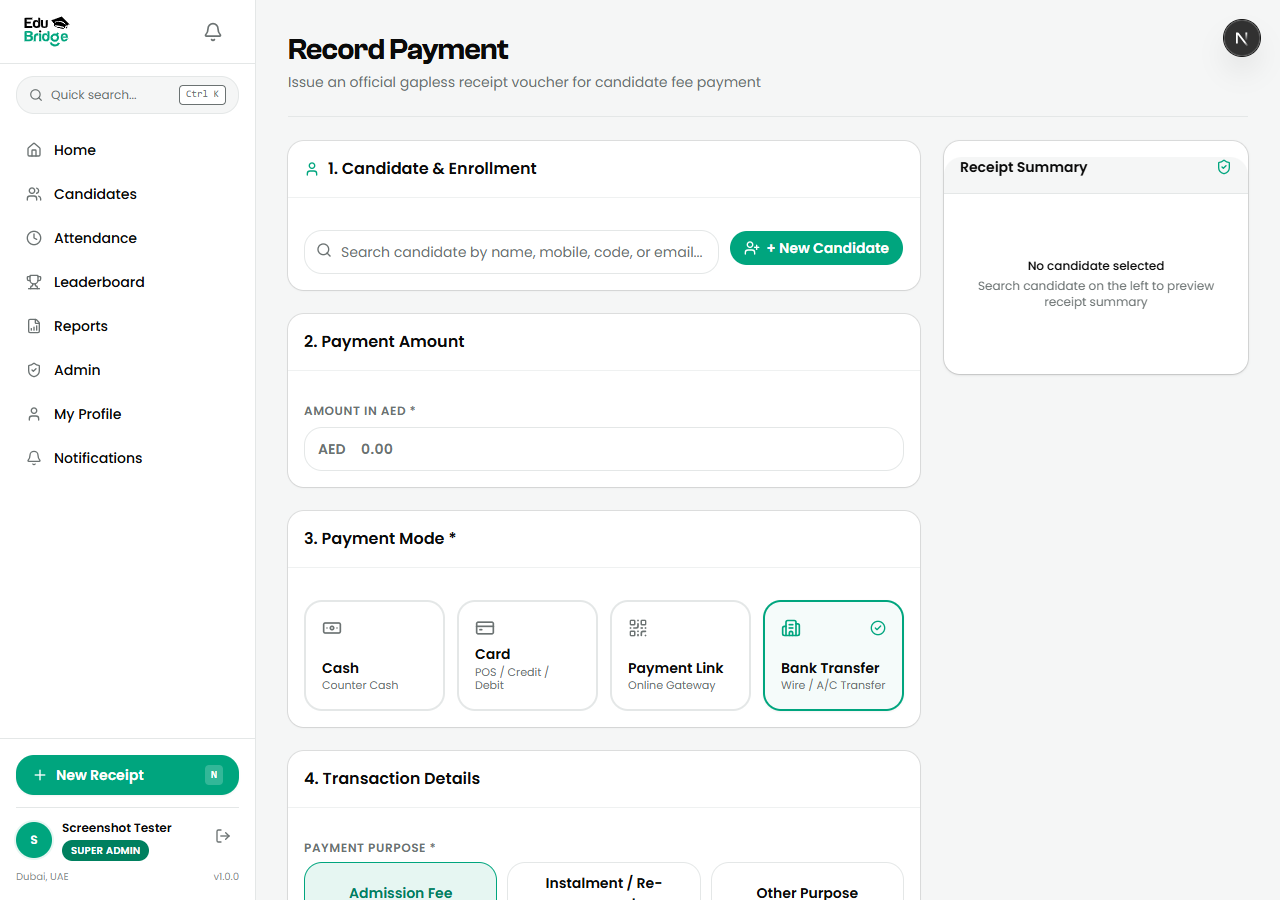 Edu
Bridge
Quick search...
Ctrl K
Home
Candidates
Attendance
Leaderboard
Reports
Admin
My Profile
Notifications
New Receipt
N
S
Screenshot Tester
SUPER ADMIN
Dubai, UAE
v1.0.0
Record Payment
Issue an official gapless receipt voucher for candidate fee payment
N
1. Candidate & Enrollment
Search candidate by name, mobile, code, or email...
+ New Candidate
2. Payment Amount
AMOUNT IN AED *
AED 0.00
3. Payment Mode *
Cash
Counter Cash
Card
POS / Credit /
Debit
Payment Link
Online Gateway
Bank Transfer
Wire / A/C Transfer
4. Transaction Details
PAYMENT PURPOSE *
Admission Fee
Instalment / Re-
Other Purpose
Receipt Summary
No candidate selected
Search candidate on the left to preview
receipt summary